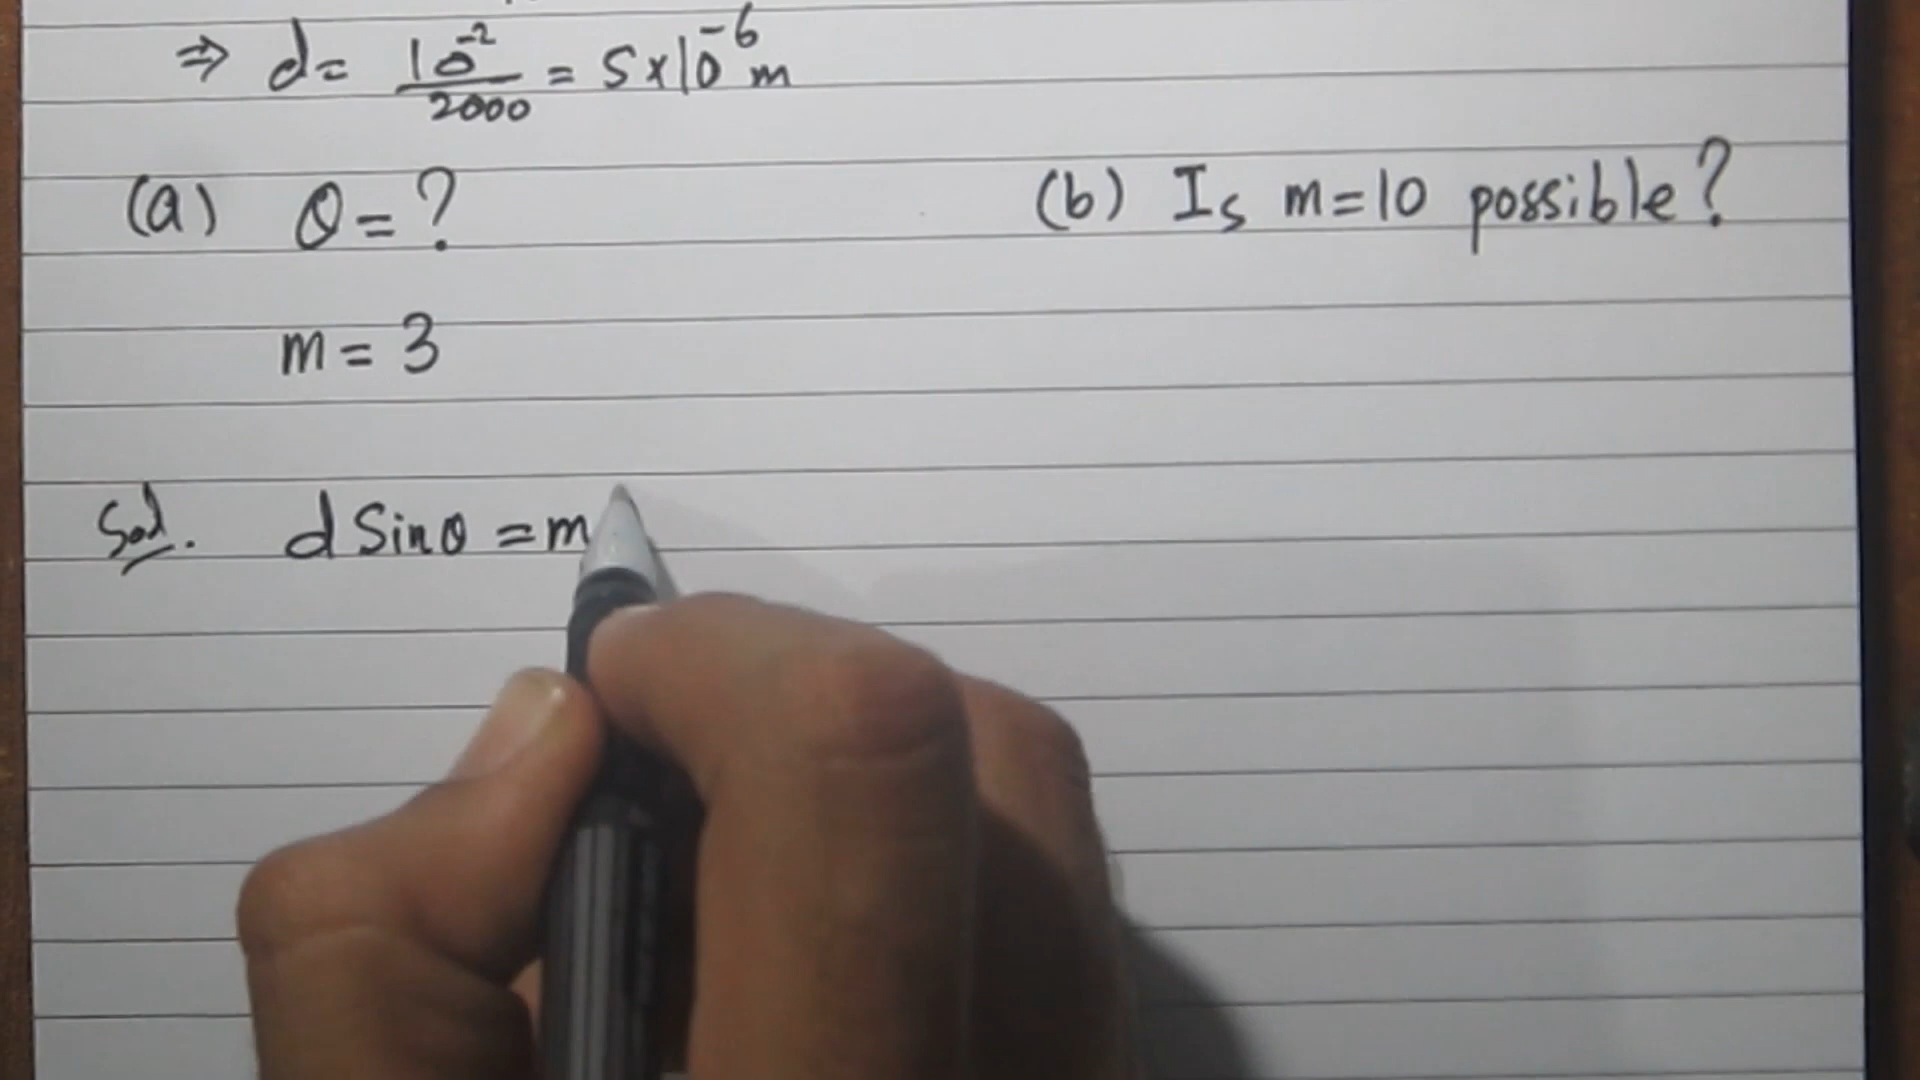 ⇒ d = 10⁻²/2000 = 5×10⁻⁶ m
(a) θ = ? (b) Is m=10 possible?
m = 3
Sol. d Sinθ = m